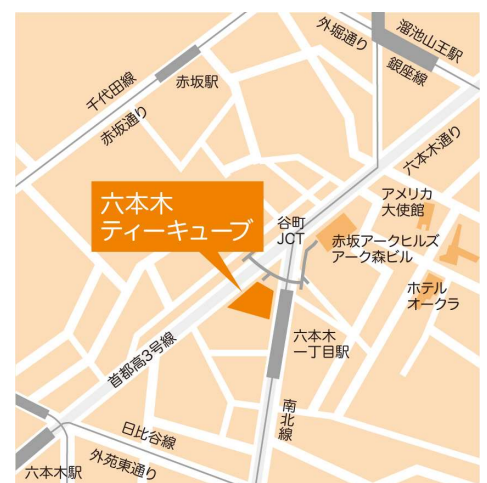 外堀通り
溜池山王駅
銀座線
千代田線
赤坂駅
赤坂通り
六本木通り
六本木
ティーキューブ
アメリカ
大使館
谷町
JCT
赤坂アークヒルズ
アーク森ビル
ホテル
オークラ
六本木
一丁目駅
首都高3号線
南北線
日比谷線
外苑東通り
六本木駅